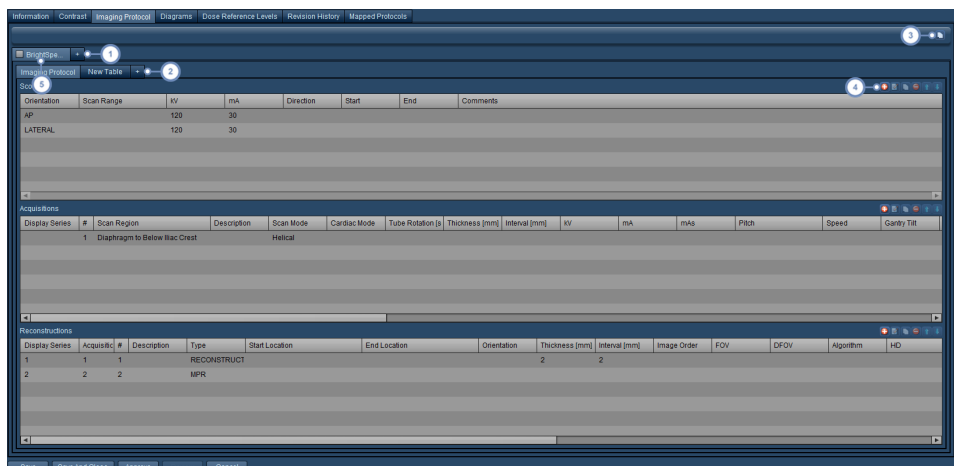 Information Contrast Imaging Protocol Diagrams Dose Reference Levels Revision History Mapped Protocols
3
BrightSpe... + 1
Imaging Protocol New Table + 2
5 4
Orientation Scan Range kV mA Direction Start End Comments
AP 120 30
LATERAL 120 30
Acquisitions
Display Series # Scan Region Description Scan Mode Cardiac Mode Tube Rotation [s Thickness [mm] Interval [mm] kV mA mAs Pitch Speed Gantry Tilt
1 Diaphragm to Below Iliac Crest Helical
Reconstructions
Display Series Acquisitic # Description Type Start Location End Location Orientation Thickness [mm] Interval [mm] Image Order FOV DFOV Algorithm HD
1 1 1 RECONSTRUCT 2 2
2 2 2 MPR